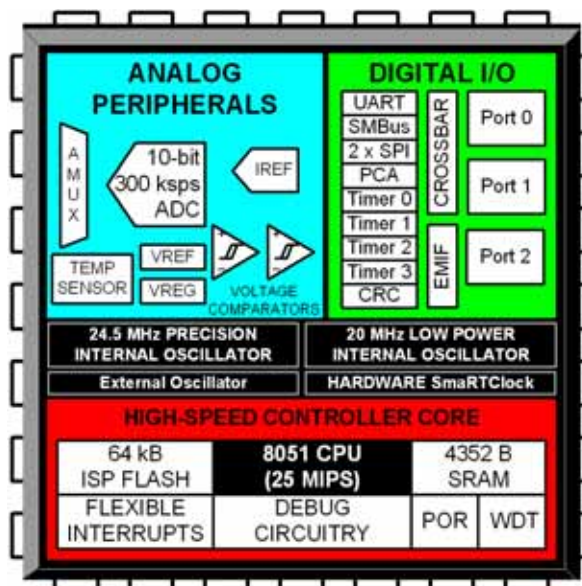 ANALOG
PERIPHERALS
AMUX
10-bit
300 ksps
ADC
IREF
TEMP
SENSOR
VREF
VREG
VOLTAGE
COMPARATORS
+
−
+
−
DIGITAL I/O
UART
SMBus
2 x SPI
PCA
Timer 0
Timer 1
Timer 2
Timer 3
CRC
CROSSBAR
EMIF
Port 0
Port 1
Port 2
24.5 MHz PRECISION
INTERNAL OSCILLATOR
20 MHz LOW POWER
INTERNAL OSCILLATOR
External Oscillator
HARDWARE SmaRTClock
HIGH-SPEED CONTROLLER CORE
64 kB
ISP FLASH
8051 CPU
(25 MIPS)
4352 B
SRAM
FLEXIBLE
INTERRUPTS
DEBUG
CIRCUITRY
POR
WDT